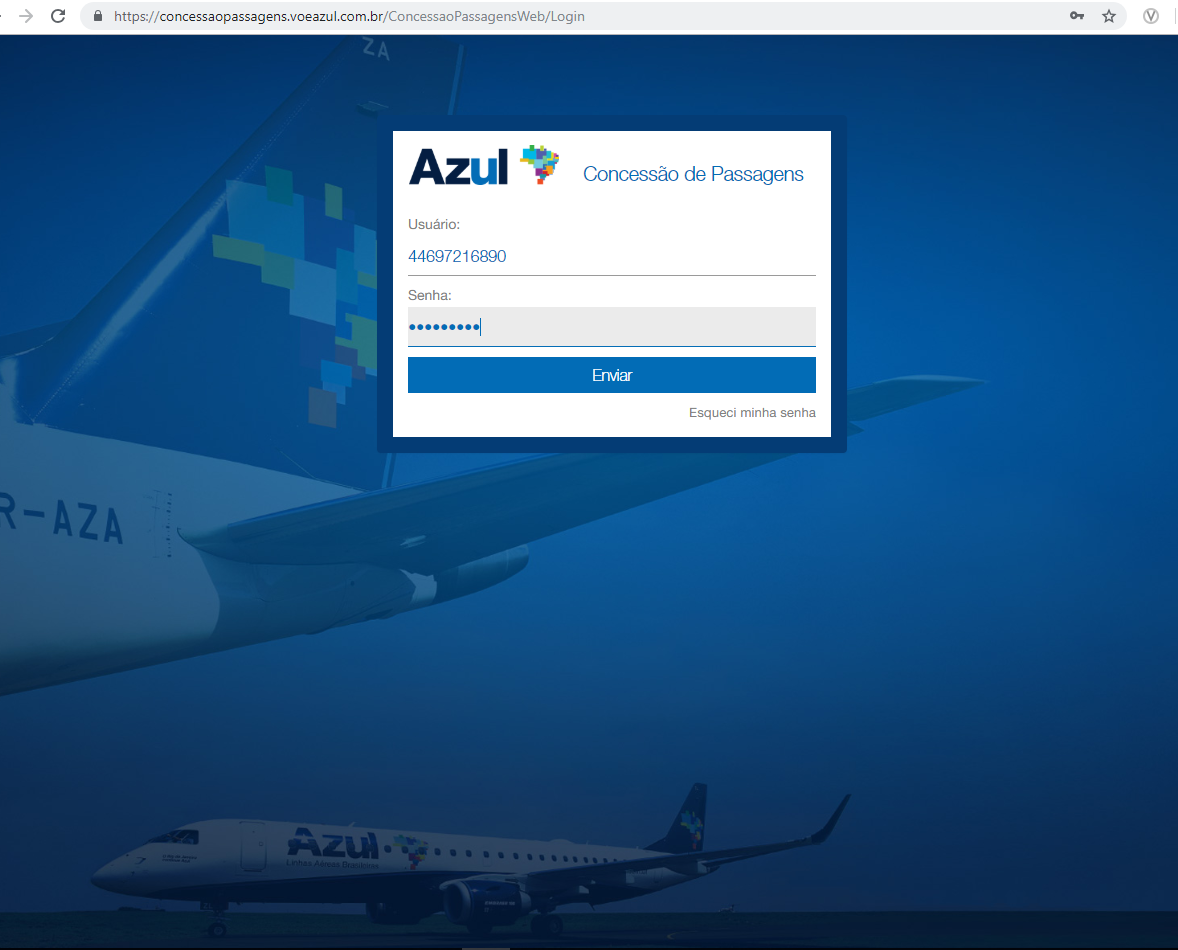 https://concessaopassagens.voeazul.com.br/ConcessaoPassagensWeb/Login
ZA
Azul
Concessão de Passagens
Usuário:
44697216890
Senha:
•••••••••
Enviar
Esqueci minha senha
R-AZA
Azul
Linhas Aéreas Brasileiras